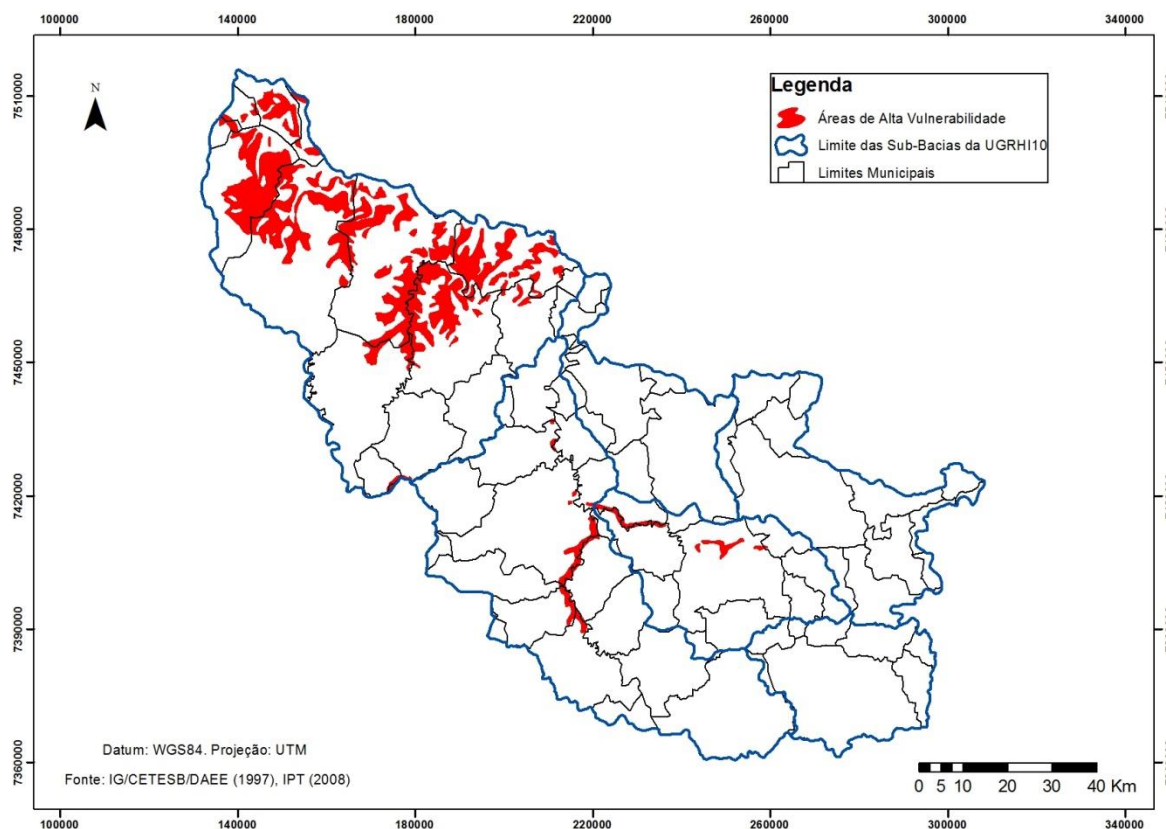 100000 140000 180000 220000 260000 300000 340000
N
Legenda
Áreas de Alta Vulnerabilidade
Limite das Sub-Bacias da UGRHI10
Limites Municipais
7510000
7480000
7450000
7420000
7390000
7360000
Datum: WGS84. Projeção: UTM
Fonte: IG/CETESB/DAEE (1997), IPT (2008)
0 5 10 20 30 40 Km
100000 140000 180000 220000 260000 300000 340000